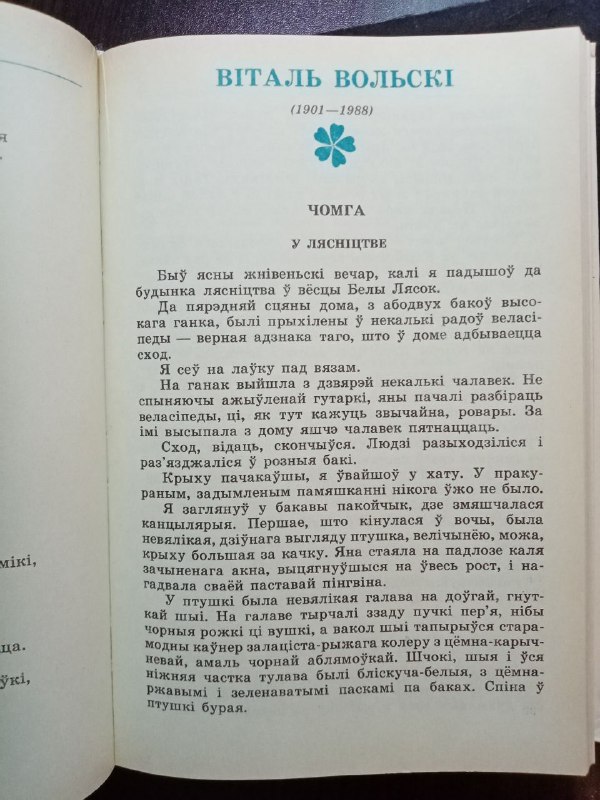 я
мікі,
ца.
ўкі,
ВІТАЛЬ ВОЛЬСКІ
(1901—1988)
ЧОМГА
У ЛЯСНІЦТВЕ
Быў ясны жнівеньскі вечар, калі я падышоў да
будынка лясніцтва ў вёсцы Белы Лясок.
Да пярэдняй сцяны дома, з абодвух бакоў высо-
кага ганка, былі прыхілены ў некалькі радоў веласі-
педы — верная адзнака таго, што ў доме адбываецца
сход.
Я сеў на лаўку пад вязам.
На ганак выйшла з дзвярэй некалькі чалавек. Не
спыняючы ажыўленай гутаркі, яны пачалі разбіраць
веласіпеды, ці, як тут кажуць звычайна, ровары. За
імі высыпала з дому яшчэ чалавек пятнаццаць.
Сход, відаць, скончыўся. Людзі разыходзіліся і
раз’язджаліся ў розныя бакі.
Крыху пачакаўшы, я ўвайшоў у хату. У праку-
раным, задымленым памяшканні нікога ўжо не было.
Я заглянуў у бакавы пакойчык, дзе змяшчалася
канцылярыя. Першае, што кінулася ў вочы, была
невялікая, дзіўнага выгляду птушка, велічынёю, можа,
крыху большая за качку. Яна стаяла на падлозе каля
зачыненага акна, выцягнуўшыся на ўвесь рост, і на-
гадвала сваёй паставай пінгвіна.
У птушкі была невялікая галава на доўгай, гнут-
кай шыі. На галаве тырчалі ззаду пучкі пер’я, нібы
чорныя рожкі ці вушкі, а вакол шыі тапырыўся стара-
модны каўнер залаціста-рыжага колеру з цёмна-карыч-
невай, амаль чорнай аблямоўкай. Шчокі, шыя і ўся
ніжняя частка тулава былі бліскуча-белыя, з цёмна-
ржавымі і зеленаватымі паскамі па баках. Спіна ў
птушкі бурая.